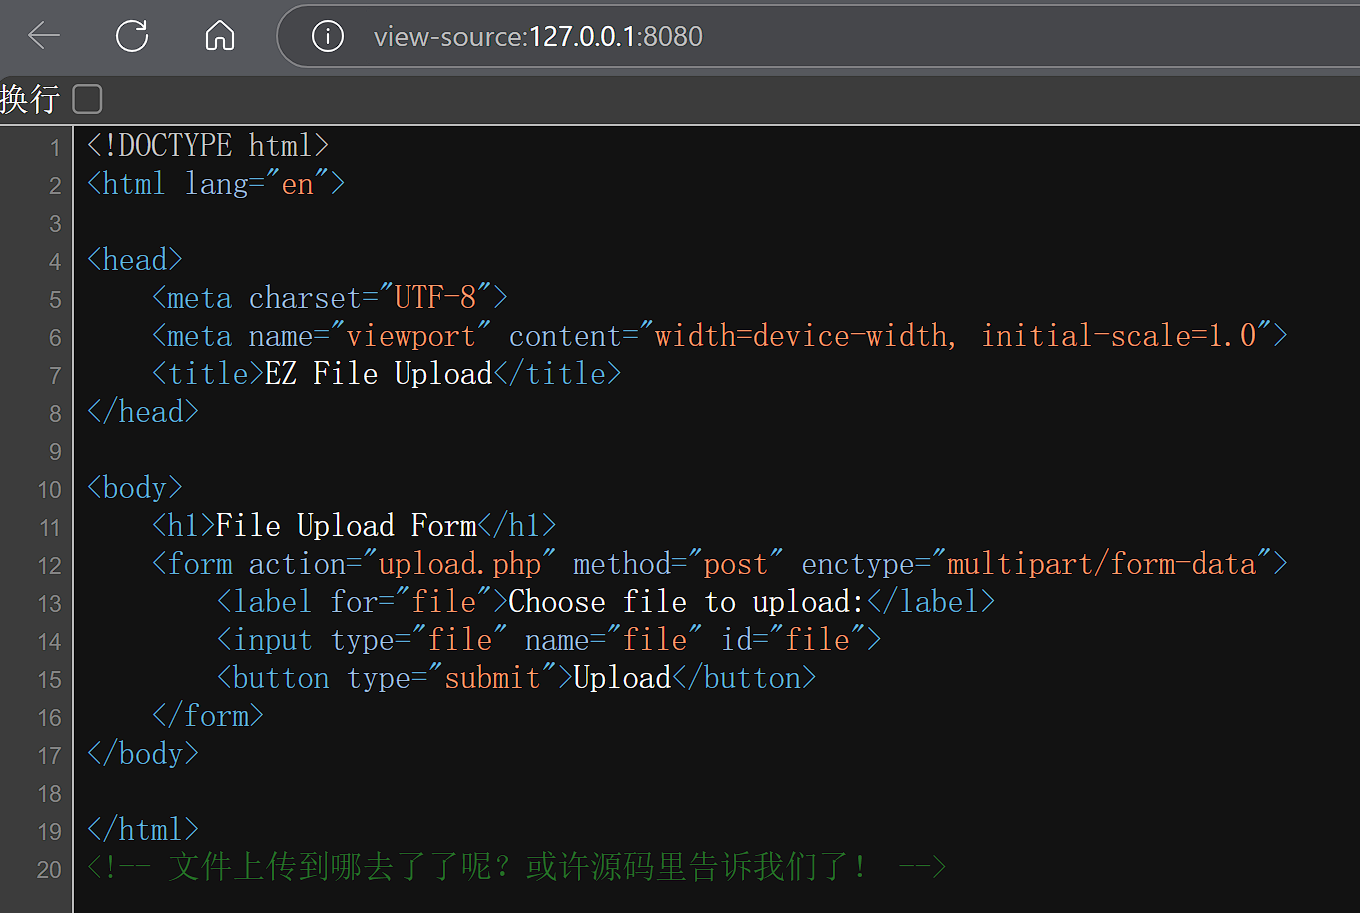 view-source:127.0.0.1:8080
换行
1 <!DOCTYPE html>
2 <html lang="en">
3
4 <head>
5     <meta charset="UTF-8">
6     <meta name="viewport" content="width=device-width, initial-scale=1.0">
7     <title>EZ File Upload</title>
8 </head>
9
10 <body>
11     <h1>File Upload Form</h1>
12     <form action="upload.php" method="post" enctype="multipart/form-data">
13         <label for="file">Choose file to upload:</label>
14         <input type="file" name="file" id="file">
15         <button type="submit">Upload</button>
16     </form>
17 </body>
18
19 </html>
20 <!-- 文件上传到哪去了了呢？或许源码里告诉我们了！ -->